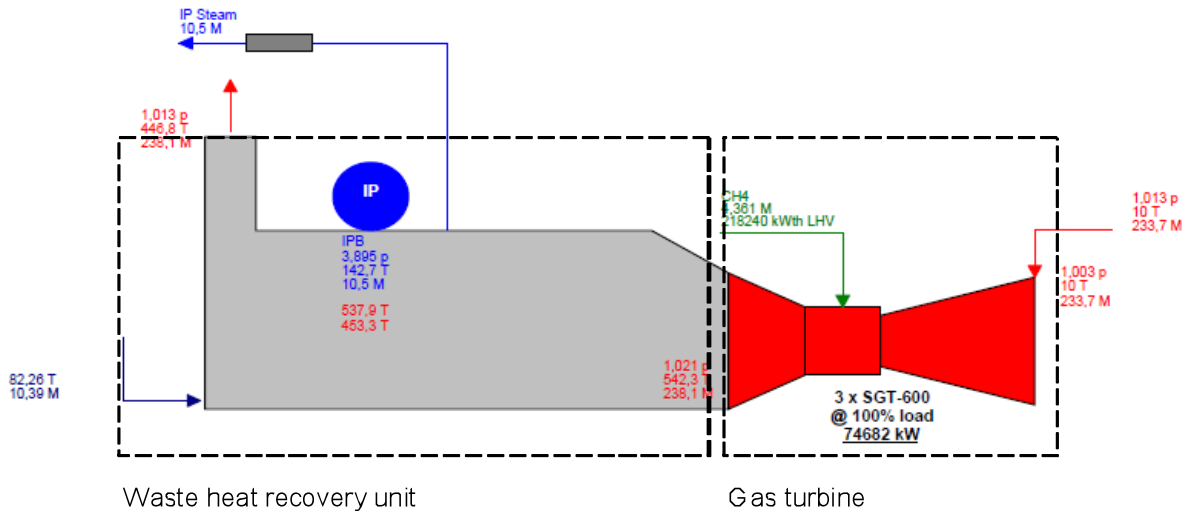 IP Steam
10,5 M
1,013 p
446,8 T
238,1 M
IP
IPB
3,895 p
142,7 T
10,5 M
537,9 T
453,3 T
82,26 T
10,39 M
CH4
4,361 M
218240 kWth LHV
1,013 p
10 T
233,7 M
1,003 p
10 T
233,7 M
1,021 p
542,3 T
238,1 M
3 x SGT-600
@ 100% load
74682 kW
Waste heat recovery unit
Gas turbine